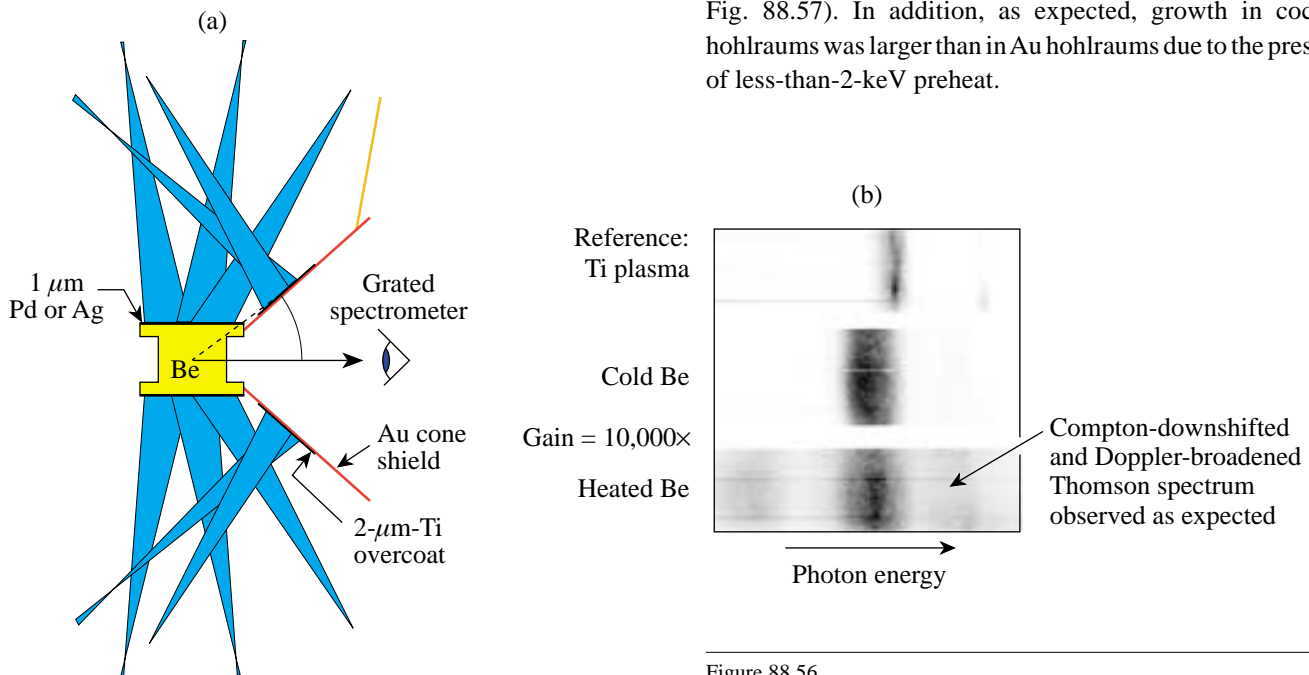 (a)
1 μm
Pd or Ag
Be
Grated
spectrometer
Au cone
shield
2-μm-Ti
overcoat
Fig. 88.57). In addition, as expected, growth in
hohlraums was larger than in Au hohlraums due to the
of less-than-2-keV preheat.
(b)
Reference:
Ti plasma
Cold Be
Gain = 10,000×
Heated Be
Compton-downshifted
and Doppler-broadened
Thomson spectrum
observed as expected
Photon energy
Figure 88.56